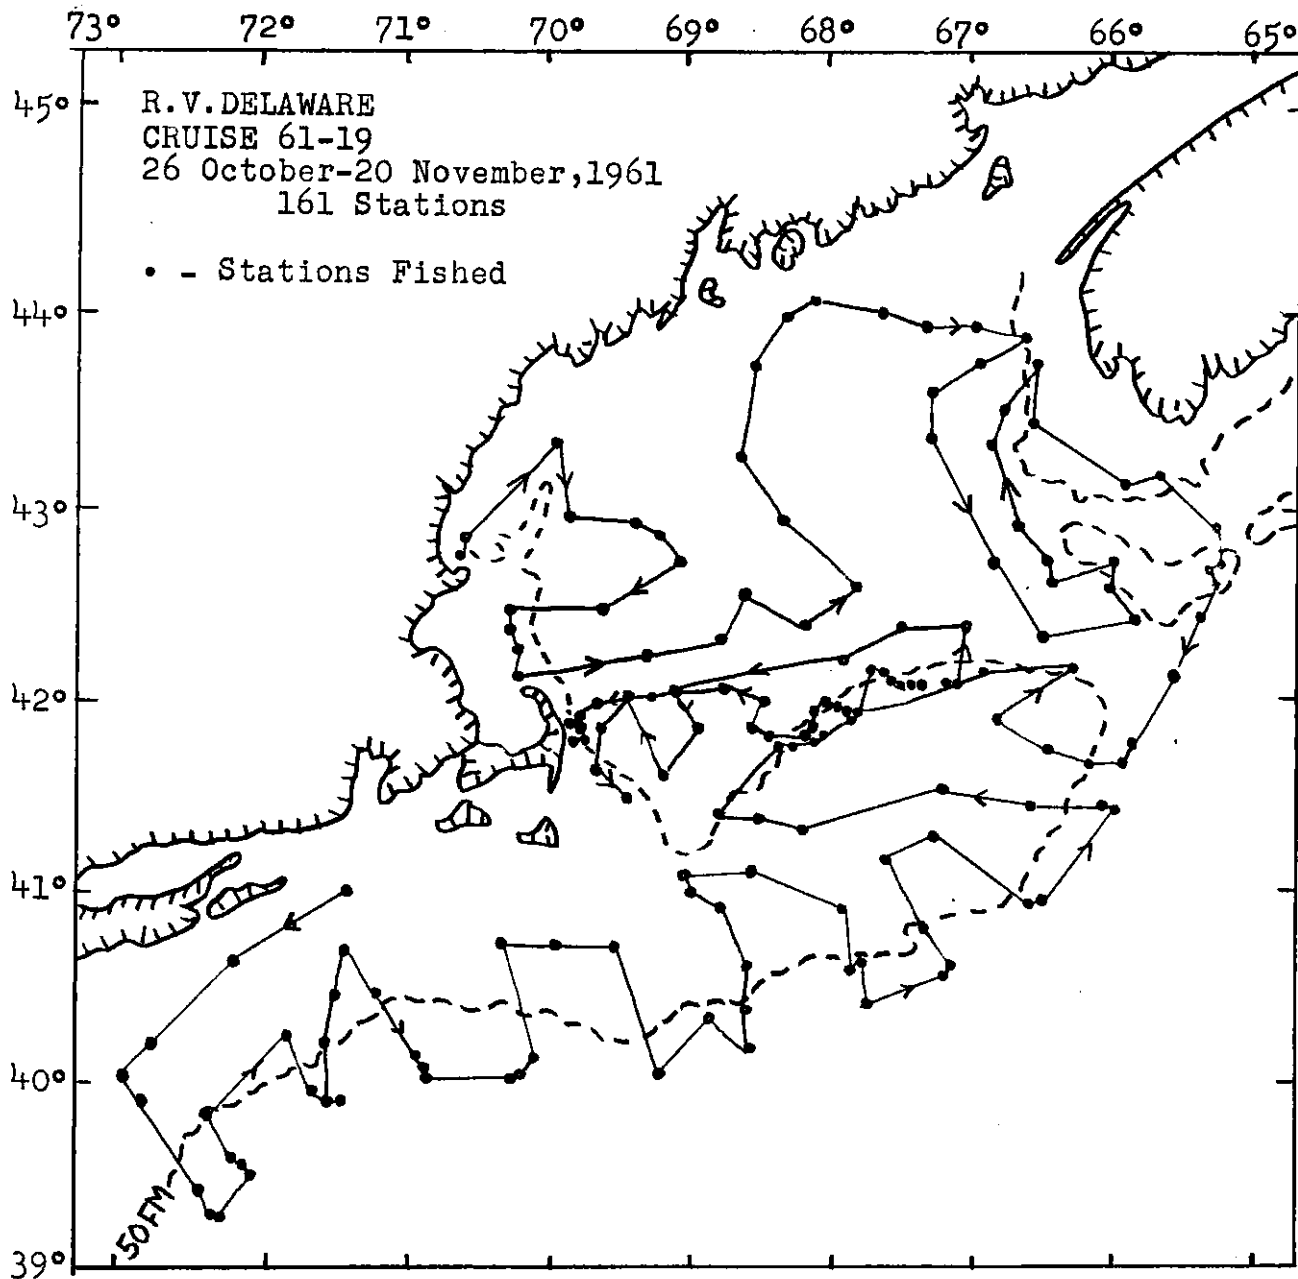 73° 72° 71° 70° 69° 68° 67° 66° 65°
45°
R.V.DELAWARE
CRUISE 61-19
26 October-20 November,1961
161 Stations
• - Stations Fished
44°
43°
42°
41°
40°
50FM
39°